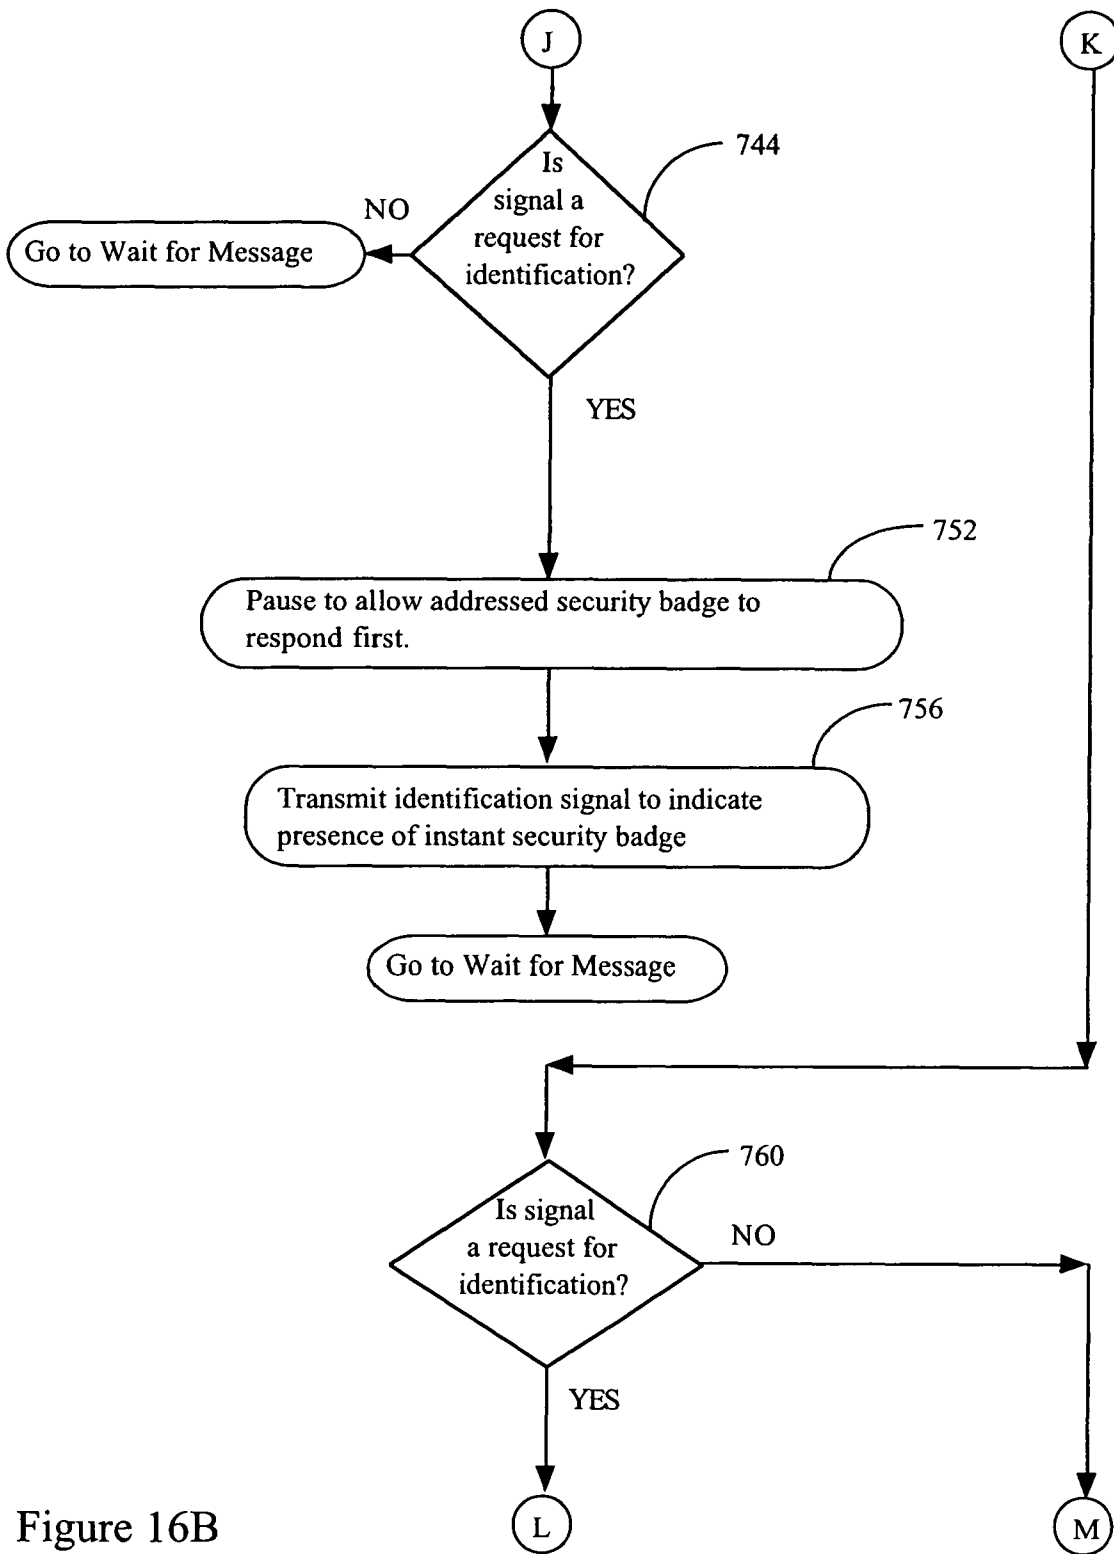 J
K
744
Is
signal a
request for
identification?
NO
Go to Wait for Message
YES
752
Pause to allow addressed security badge to
respond first.
756
Transmit identification signal to indicate
presence of instant security badge
Go to Wait for Message
760
Is signal
a request for
identification?
NO
YES
Figure 16B
L
M